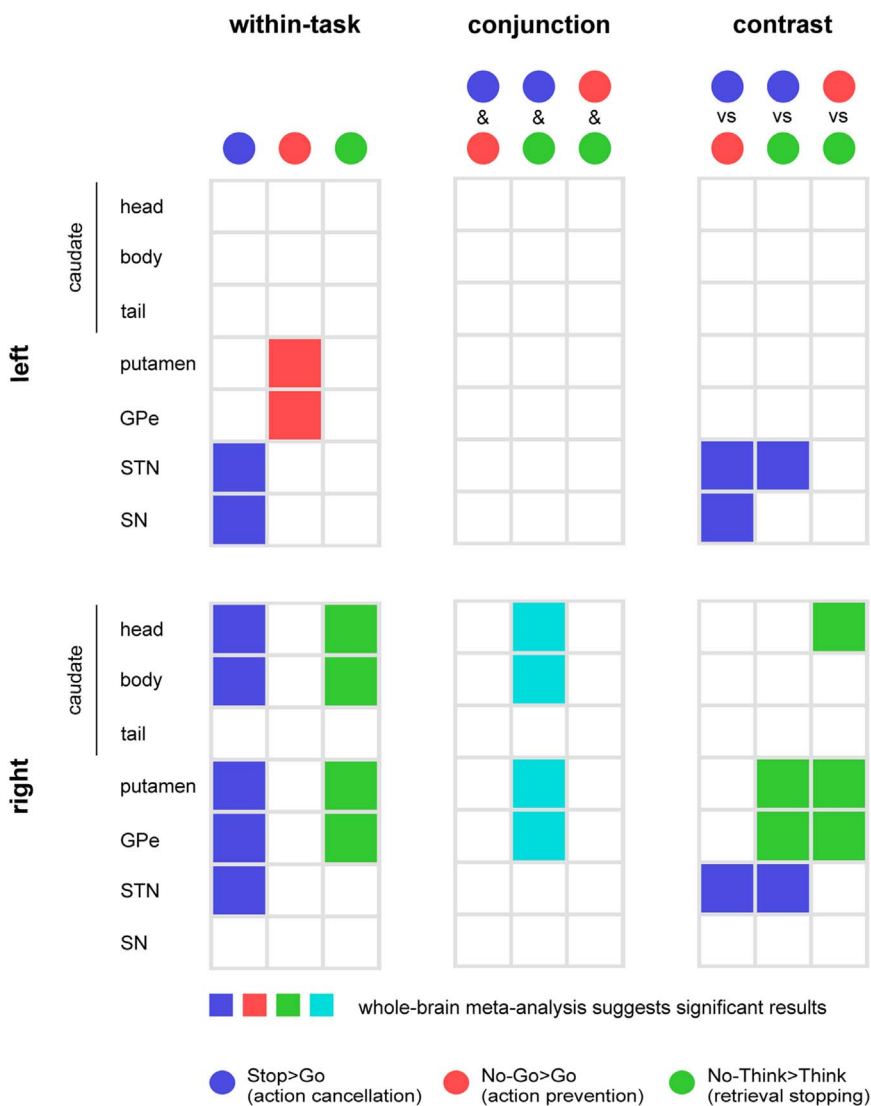 within-task conjunction contrast
& & & vs vs vs
left
caudate
head
body
tail
putamen
GPe
STN
SN
right
caudate
head
body
tail
putamen
GPe
STN
SN
whole-brain meta-analysis suggests significant results
Stop>Go No-Go>Go No-Think>Think
(action cancellation) (action prevention) (retrieval stopping)